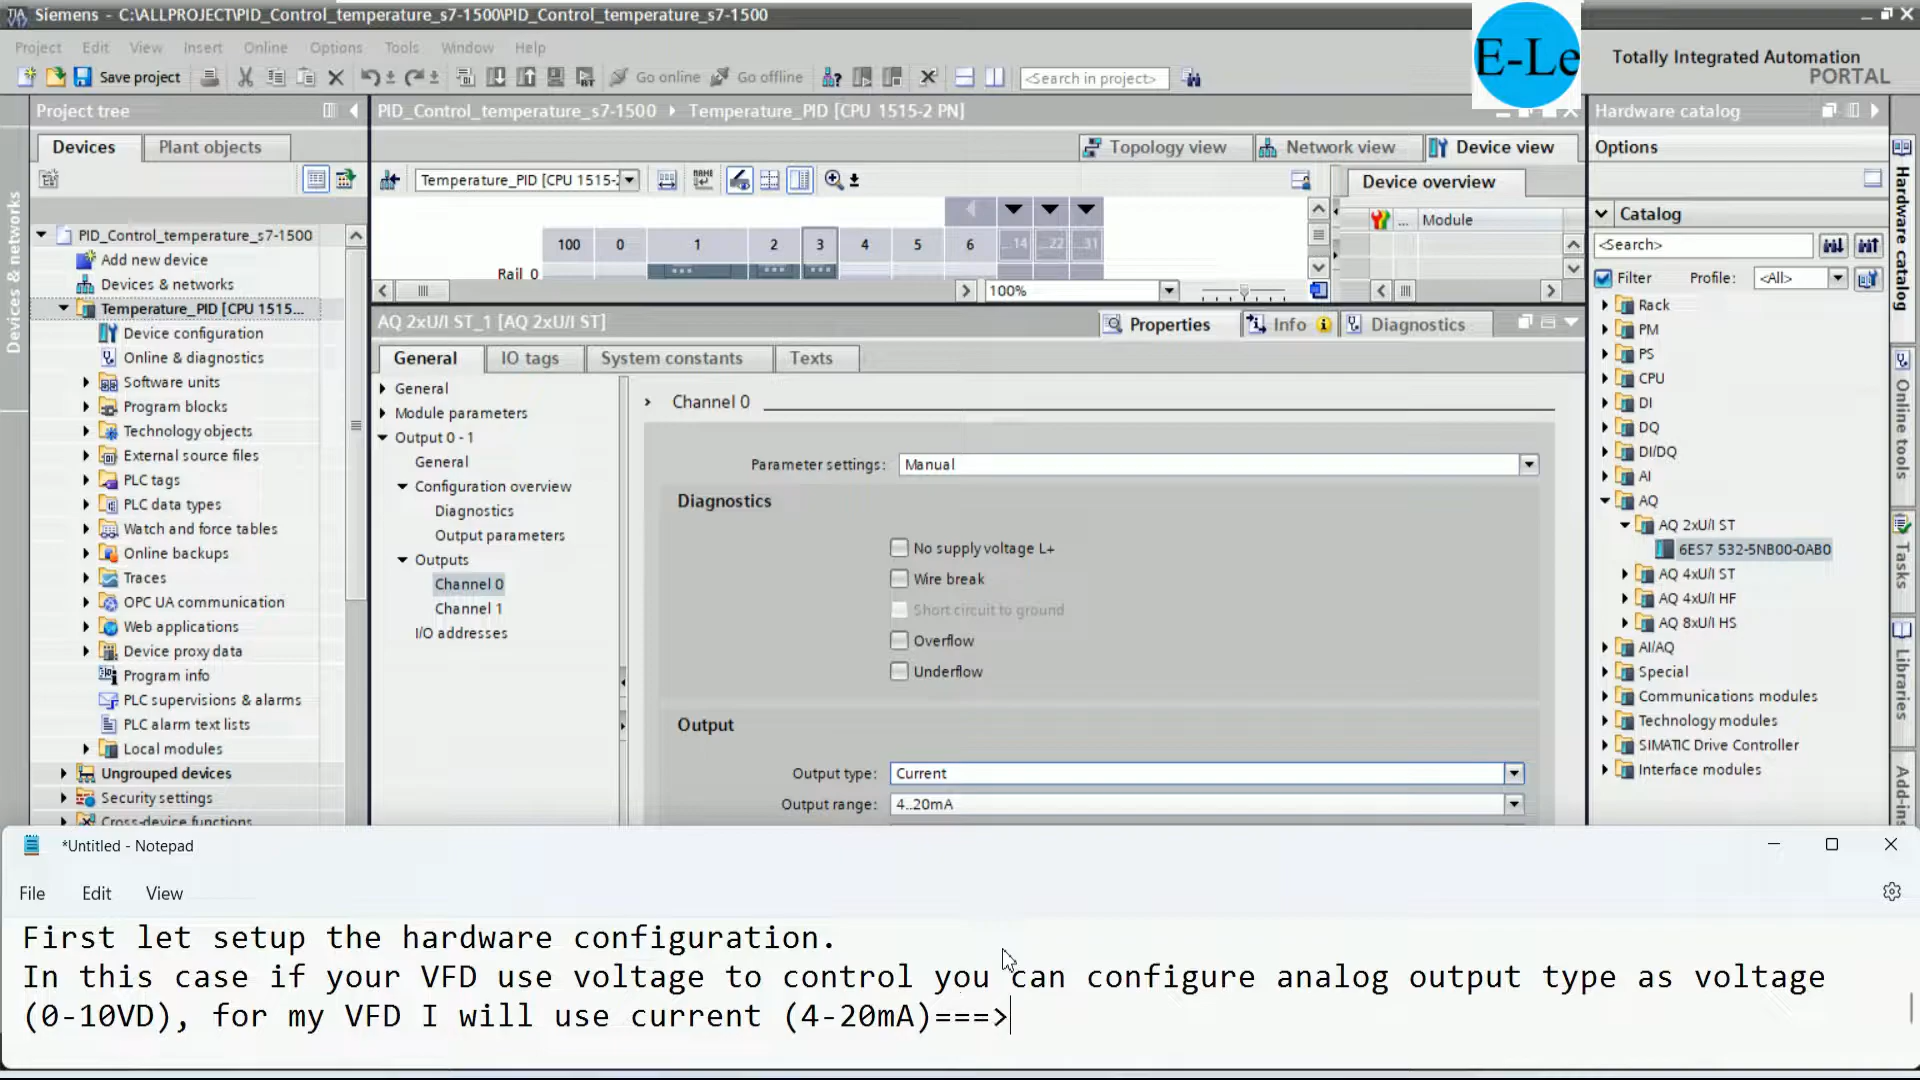 Siemens - C:\ALLPROJECT\PID_Control_temperature_s7-1500\PID_Control_temperature_s7-1500
Project Edit View Insert Online Options Tools Window Help
Totally Integrated Automation
PORTAL
E-Le
Save project
Go online
Go offline
<Search in project>
Project tree
PID_Control_temperature_s7-1500 Temperature_PID [CPU 1515-2 PN]
Hardware catalog
Devices
Plant objects
Topology view
Network view
Device view
Options
Temperature_PID [CPU 1515-
Device overview
... Module
100 0 1 2 3 4 5 6 ...14 ...22 ...31
Rail_0
100%
Devices & networks
PID_Control_temperature_s7-1500
Add new device
Devices & networks
Temperature_PID [CPU 1515...
Device configuration
Online & diagnostics
Software units
Program blocks
Technology objects
External source files
PLC tags
PLC data types
Watch and force tables
Online backups
Traces
OPC UA communication
Web applications
Device proxy data
Program info
PLC supervisions & alarms
PLC alarm text lists
Local modules
Ungrouped devices
Security settings
Cross-device functions
AQ 2xU/I ST_1 [AQ 2xU/I ST]
Properties
Info
Diagnostics
General
IO tags
System constants
Texts
General
Module parameters
Output 0 - 1
General
Configuration overview
Diagnostics
Output parameters
Outputs
Channel 0
Channel 1
I/O addresses
Channel 0
Parameter settings: Manual
Diagnostics
No supply voltage L+
Wire break
Short circuit to ground
Overflow
Underflow
Output
Output type: Current
Output range: 4..20mA
Catalog
<Search>
Filter Profile: <All>
Rack
PM
PS
CPU
DI
DQ
DI/DQ
AI
AQ
AQ 2xU/I ST
6ES7 532-5NB00-0AB0
AQ 4xU/I ST
AQ 4xU/I HF
AQ 8xU/I HS
AI/AQ
Special
Communications modules
Technology modules
SIMATIC Drive Controller
Interface modules
Hardware catalog
Online tools
Tasks
Libraries
Add-ins
*Untitled - Notepad
File Edit View
First let setup the hardware configuration.
In this case if your VFD use voltage to control you can configure analog output type as voltage
(0-10VD), for my VFD I will use current (4-20mA)===>